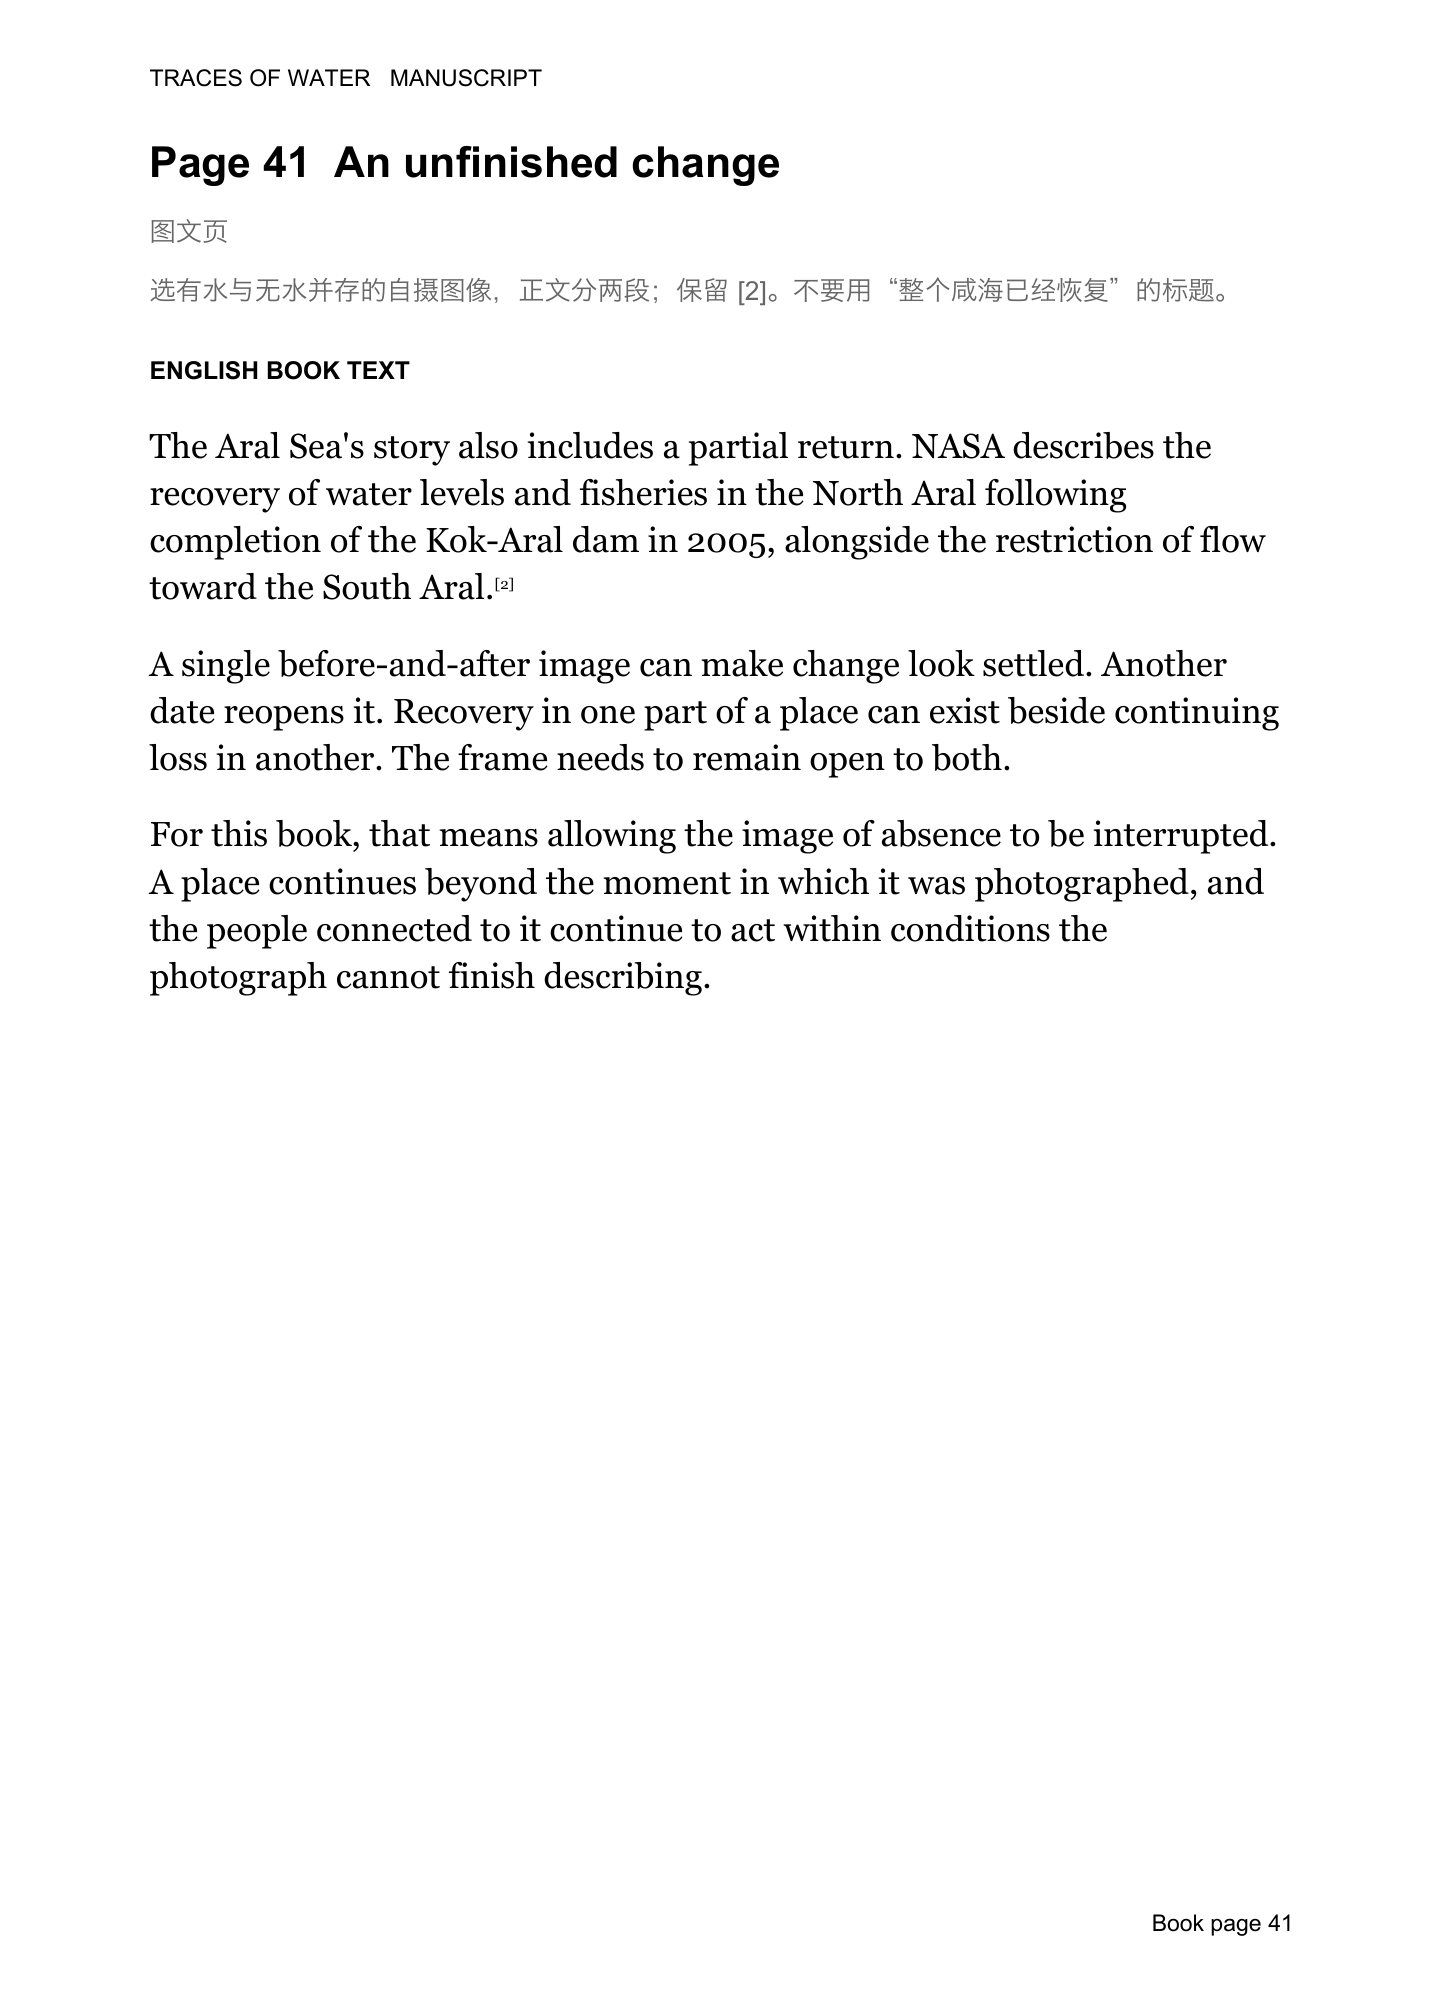 TRACES OF WATER   MANUSCRIPT
Page 41  An unfinished change
图文页
选有水与无水并存的自摄图像，正文分两段；保留 [2]。不要用“整个咸海已经恢复”的标题。
ENGLISH BOOK TEXT
The Aral Sea's story also includes a partial return. NASA describes the
recovery of water levels and fisheries in the North Aral following
completion of the Kok-Aral dam in 2005, alongside the restriction of flow
toward the South Aral.[2]
A single before-and-after image can make change look settled. Another
date reopens it. Recovery in one part of a place can exist beside continuing
loss in another. The frame needs to remain open to both.
For this book, that means allowing the image of absence to be interrupted.
A place continues beyond the moment in which it was photographed, and
the people connected to it continue to act within conditions the
photograph cannot finish describing.
Book page 41